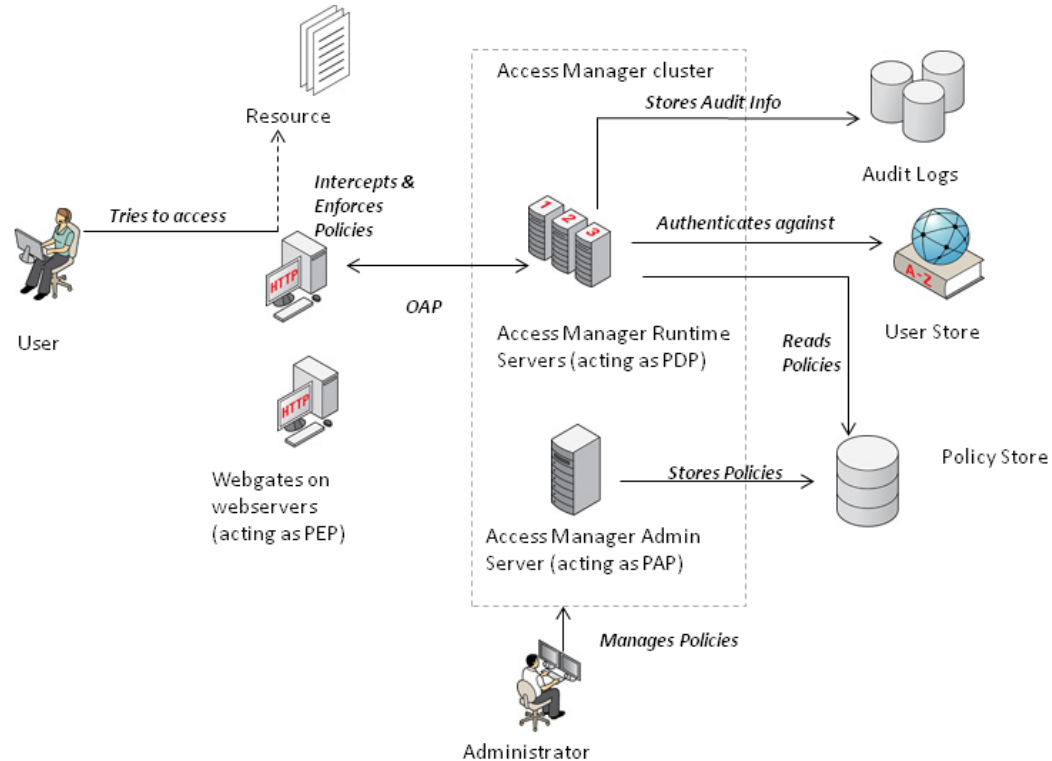 Resource
Access Manager cluster
Stores Audit Info
Audit Logs
Tries to access
Intercepts &
Enforces
Policies
1
2
3
Authenticates against
HTTP
OAP
A-Z
User
Access Manager Runtime
Servers (acting as PDP)
Reads
Policies
User Store
HTTP
Webgates on
webservers
(acting as PEP)
Stores Policies
Policy Store
Access Manager Admin
Server (acting as PAP)
Manages Policies
Administrator